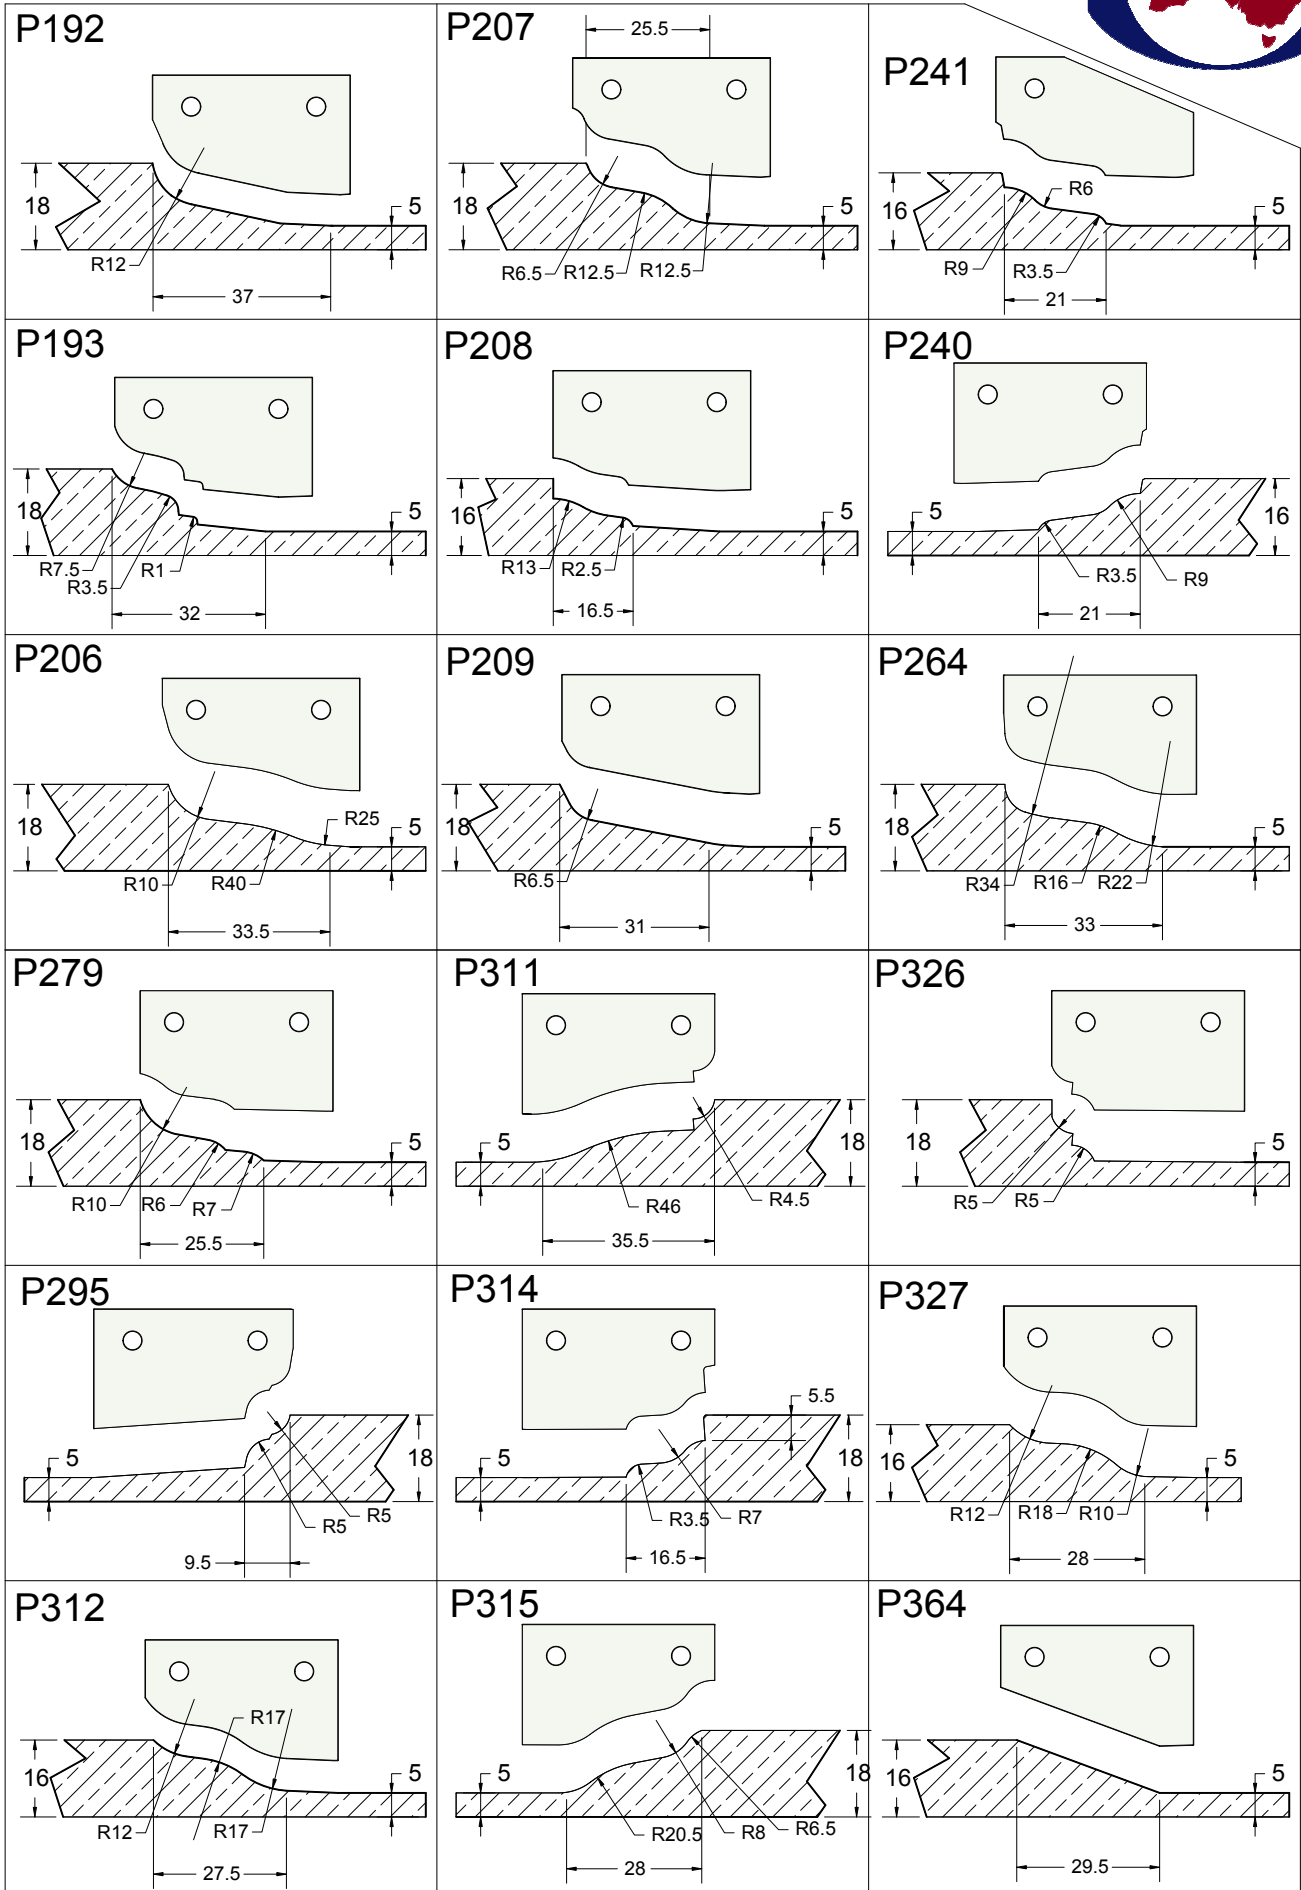 P192
18
5
R12
37
P207
25.5
18
5
R6.5 R12.5 R12.5
P241
R6
16
5
R9 R3.5
21
P193
18
5
R7.5 R1
R3.5
32
P208
16
5
R13 R2.5
16.5
P240
5
16
R3.5 R9
21
P206
18
R25
5
R10 R40
33.5
P209
18
5
R6.5
31
P264
18
5
R34 R16 R22
33
P279
18
5
R10 R6 R7
25.5
P311
5
18
R46 R4.5
35.5
P326
18
5
R5 R5
P295
5
18
R5
R5
9.5
P314
5.5
5
18
R3.5 R7
16.5
P327
16
5
R12 R18 R10
28
P312
R17
16
5
R12 R17
27.5
P315
5
18
R20.5 R8 R6.5
28
P364
16
5
29.5